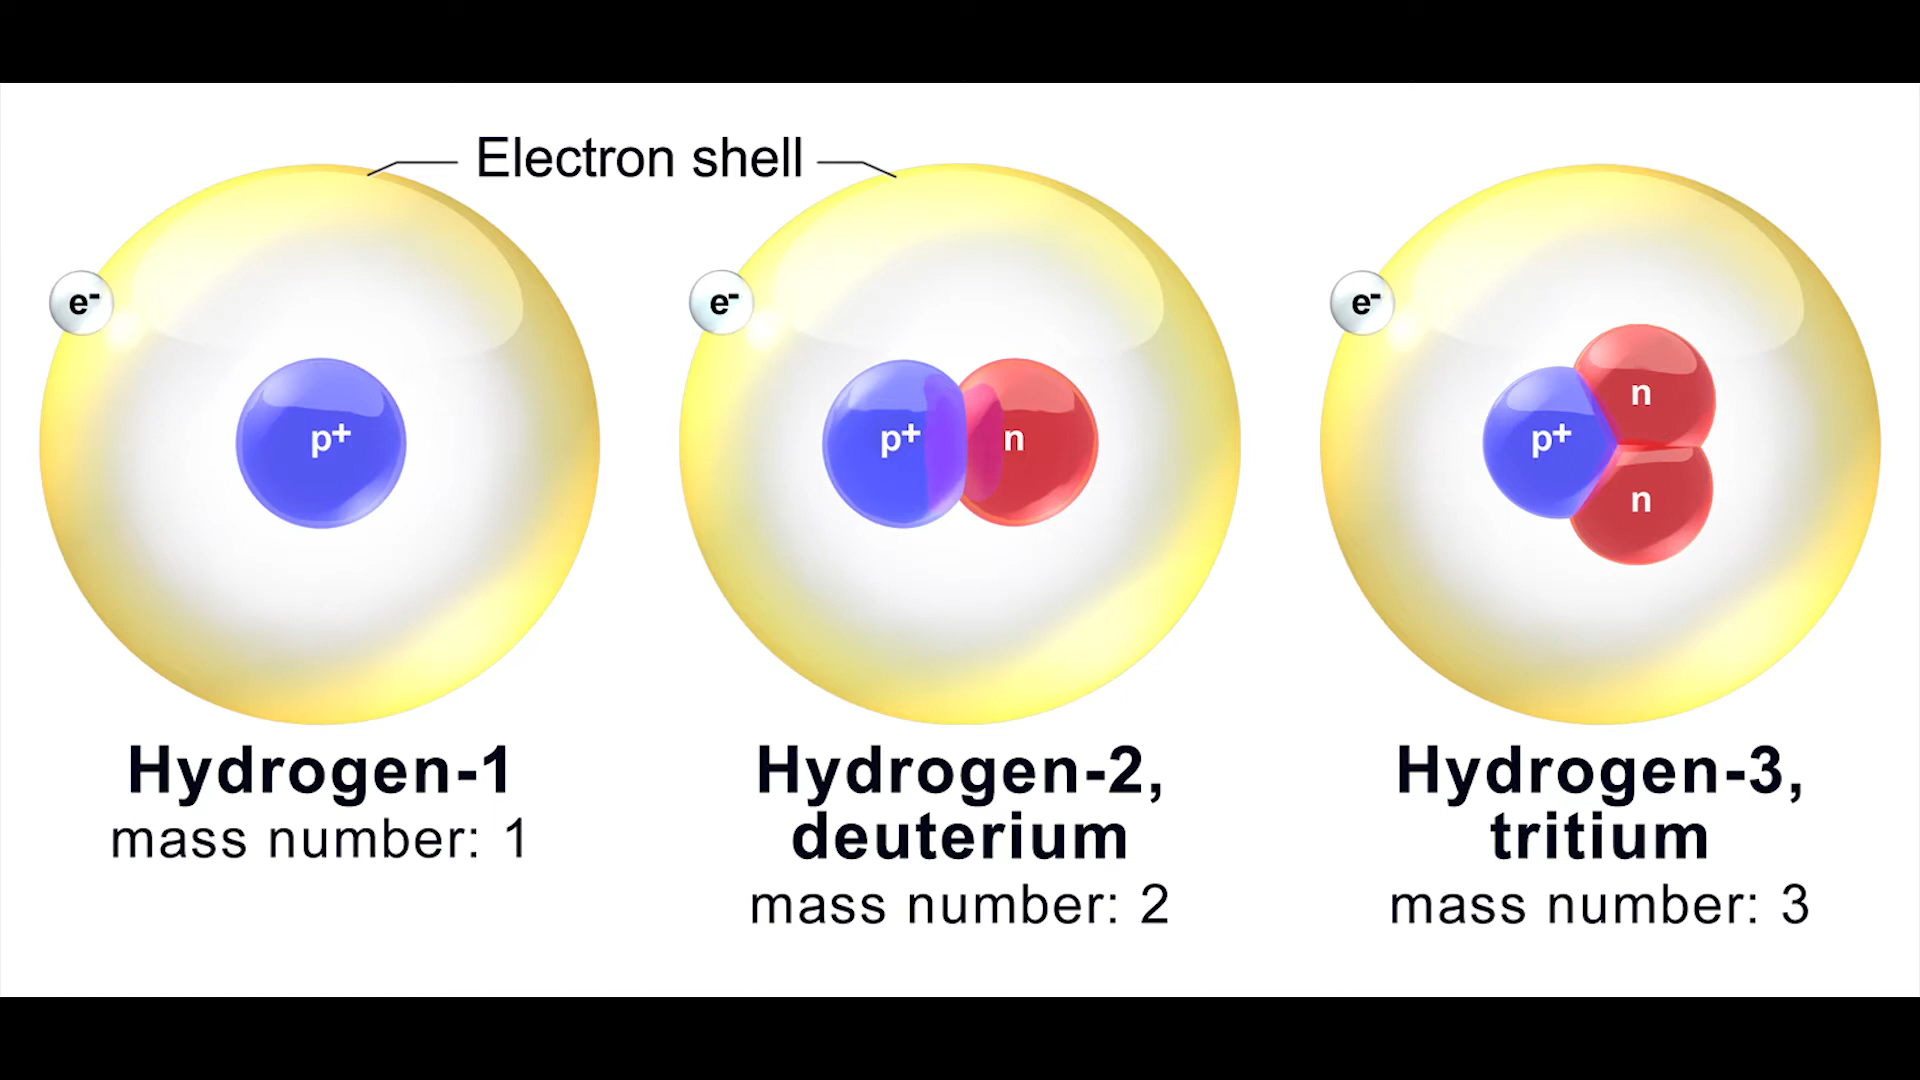 Electron shell
e-
p+
e-
p+ n
e-
p+
n
n
Hydrogen-1
mass number: 1
Hydrogen-2,
deuterium
mass number: 2
Hydrogen-3,
tritium
mass number: 3